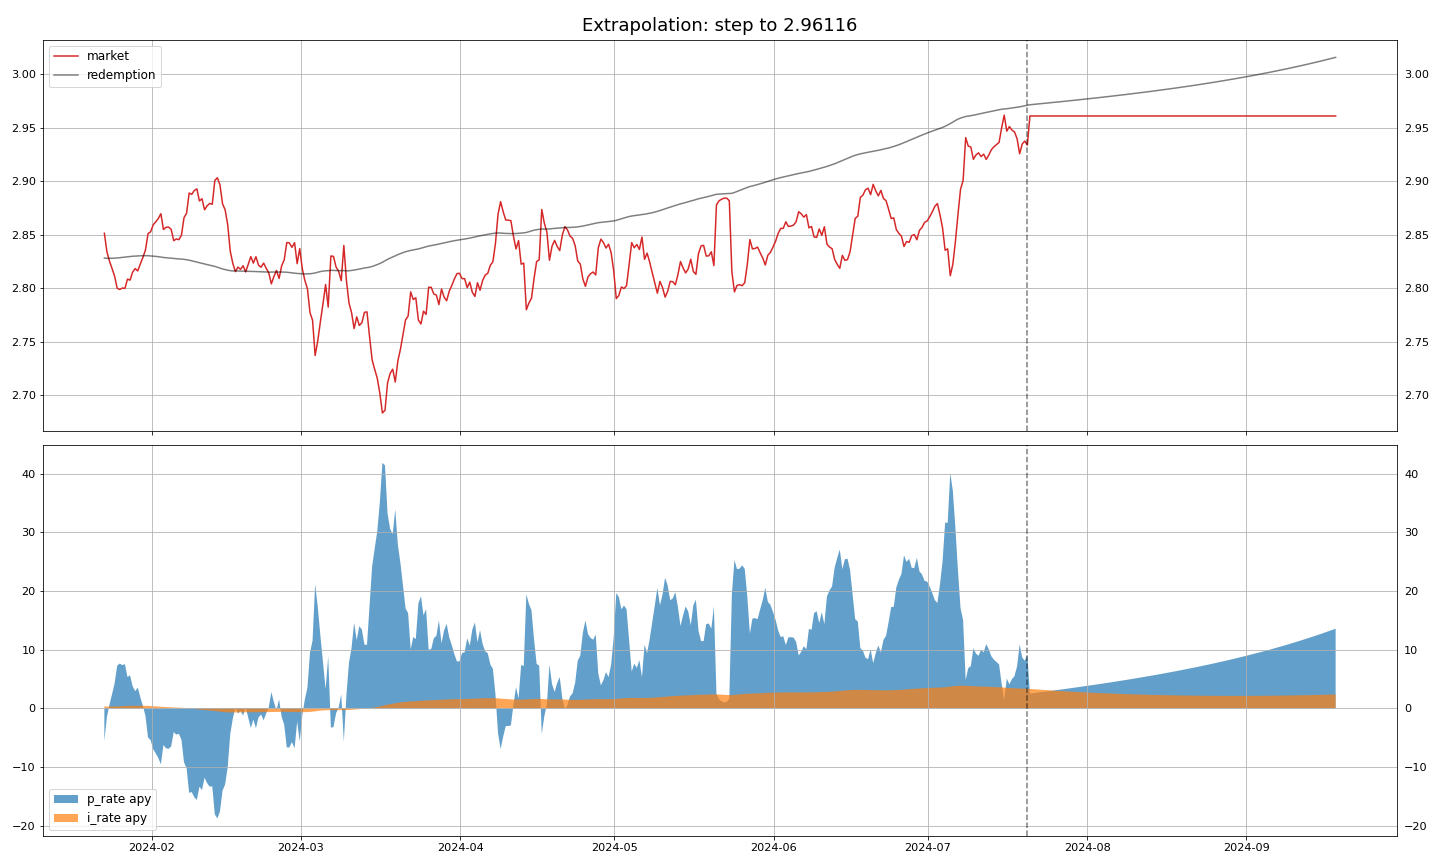 Extrapolation: step to 2.96116
market
redemption
3.00 3.00
2.95 2.95
2.90 2.90
2.85 2.85
2.80 2.80
2.75 2.75
2.70 2.70
40 40
30 30
20 20
10 10
0 0
−10 −10
−20 −20
p_rate apy
i_rate apy
2024-02 2024-03 2024-04 2024-05 2024-06 2024-07 2024-08 2024-09